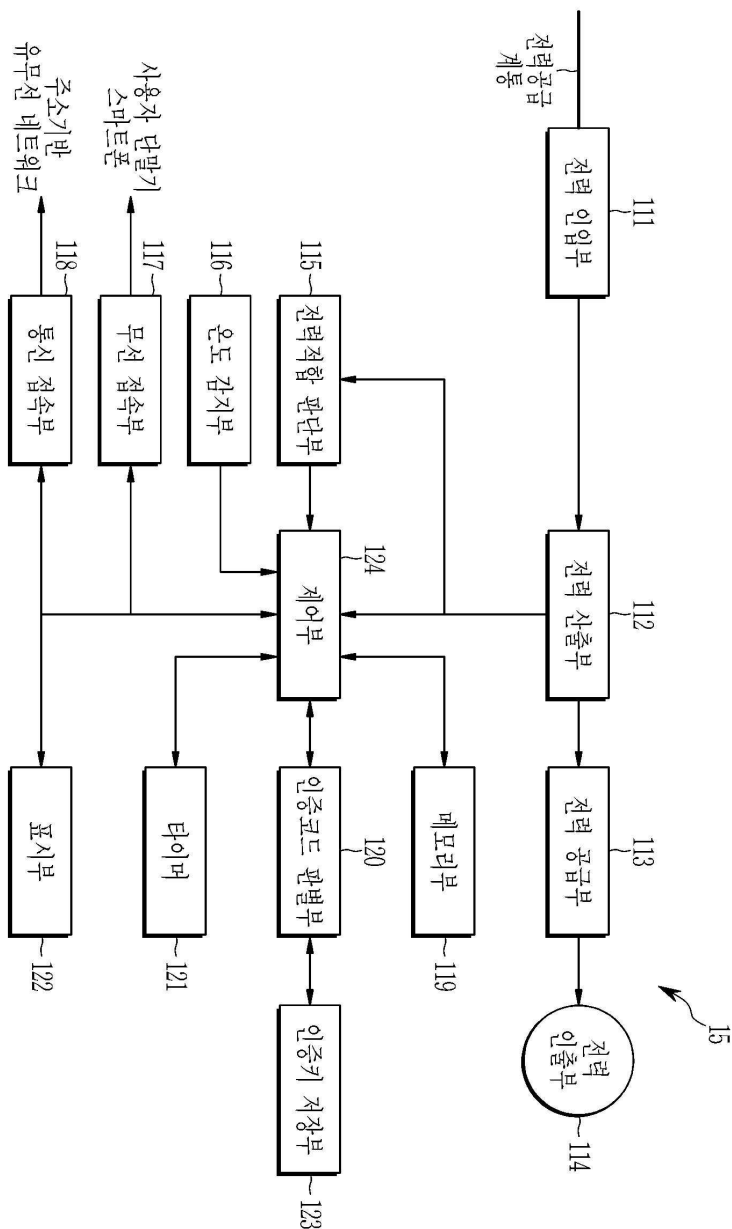 15
전력공급
계통
111
전력 인입부
112
전력 산출부
113
전력 공급부
전력
인출부
114
115
전력적합 판단부
119
메모리부
116
온도 감지부
124
제어부
120
인증코드 판별부
인증키 저장부
123
사용자 단말기
스마트폰
117
무선 접속부
타이머
121
주소기반
유무선 네트워크
118
통신 접속부
표시부
122